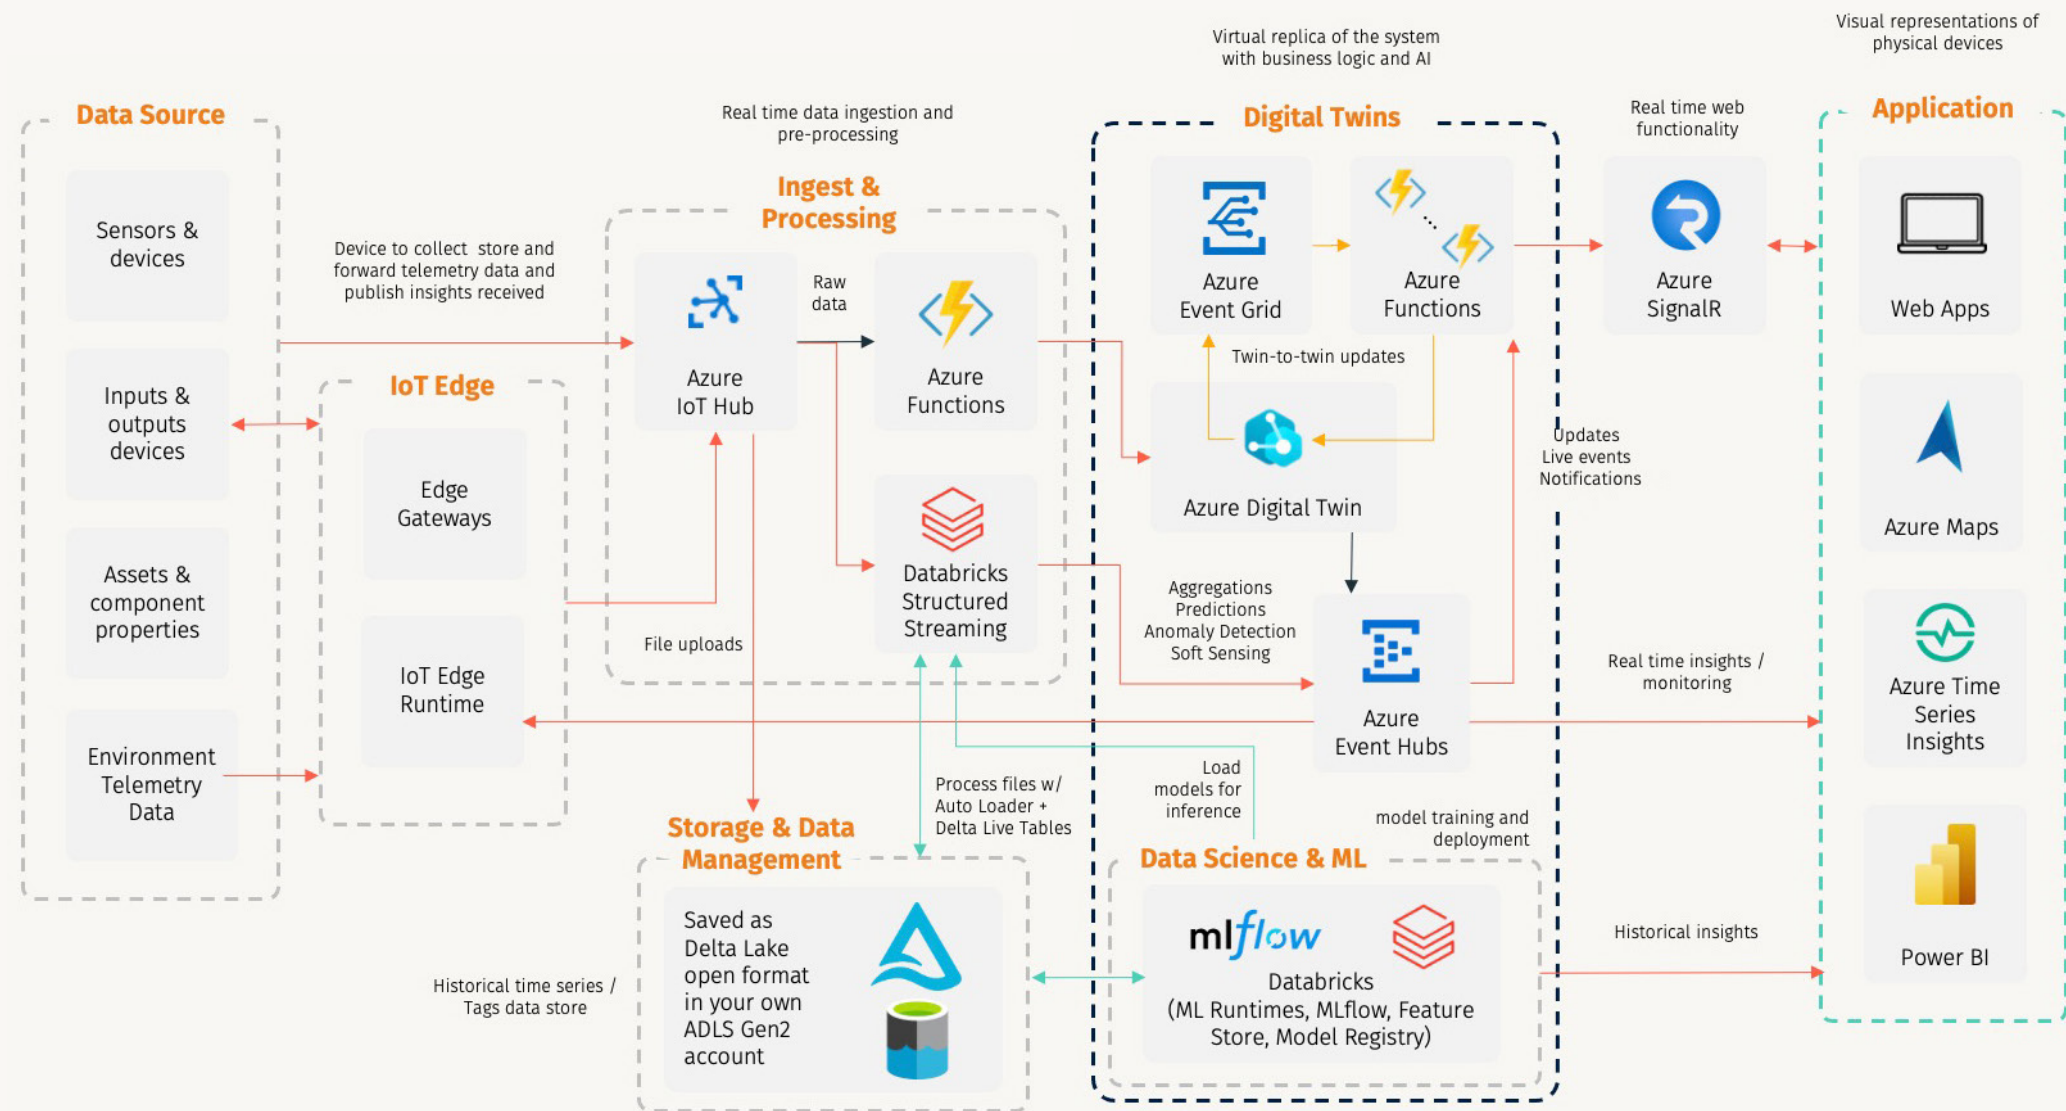 Data Source
Sensors &
devices
Inputs &
outputs
devices
Assets &
component
properties
Environment
Telemetry
Data
Device to collect  store and
forward telemetry data and
publish insights received
IoT Edge
Edge
Gateways
IoT Edge
Runtime
Real time data ingestion and
pre-processing
Ingest &
Processing
Azure
IoT Hub
Raw
data
Azure
Functions
Databricks
Structured
Streaming
File uploads
Process files w/
Auto Loader +
Delta Live Tables
Storage & Data
Management
Saved as
Delta Lake
open format
in your own
ADLS Gen2
account
Historical time series /
Tags data store
Virtual replica of the system
with business logic and AI
Digital Twins
Azure
Event Grid
Azure
Functions
Twin-to-twin updates
Azure Digital Twin
Aggregations
Predictions
Anomaly Detection
Soft Sensing
Azure
Event Hubs
Updates
Live events
Notifications
Load
models for
inference
model training and
deployment
Data Science & ML
mlflow
Databricks
(ML Runtimes, MLflow, Feature
Store, Model Registry)
Real time web
functionality
Azure
SignalR
Real time insights /
monitoring
Historical insights
Visual representations of
physical devices
Application
Web Apps
Azure Maps
Azure Time
Series
Insights
Power BI